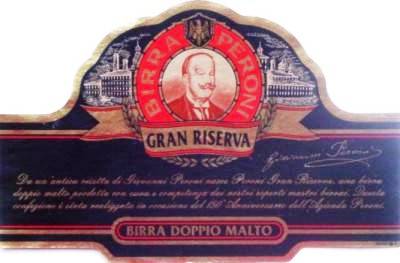 BIRRA PERONI
GRAN RISERVA
Giovanni Peroni
Da un'antica ricetta di Giovanni Peroni nasce Peroni Gran Riserva, una birra
doppio malto prodotta con cura e competenza dai nostri esperti mastri birrai. Questa
confezione è stata realizzata in occasione del 150° Anniversario dell'Azienda Peroni.
BIRRA DOPPIO MALTO